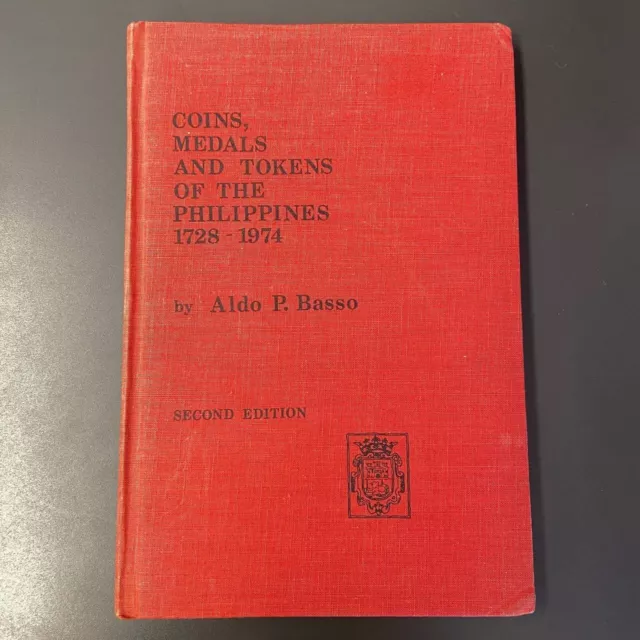 COINS,
MEDALS
AND TOKENS
OF THE
PHILIPPINES
1728 - 1974
by Aldo P. Basso
SECOND EDITION